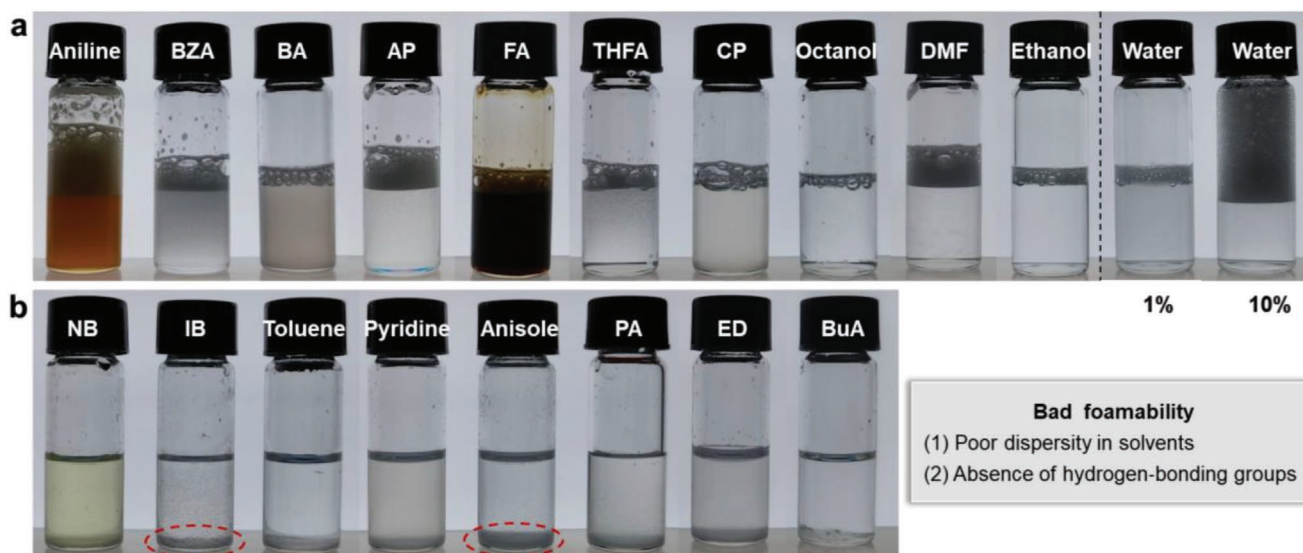 a
Aniline BZA BA AP FA THFA CP Octanol DMF Ethanol Water Water
1% 10%
b
NB IB Toluene Pyridine Anisole PA ED BuA
Bad foamability
(1) Poor dispersity in solvents
(2) Absence of hydrogen-bonding groups